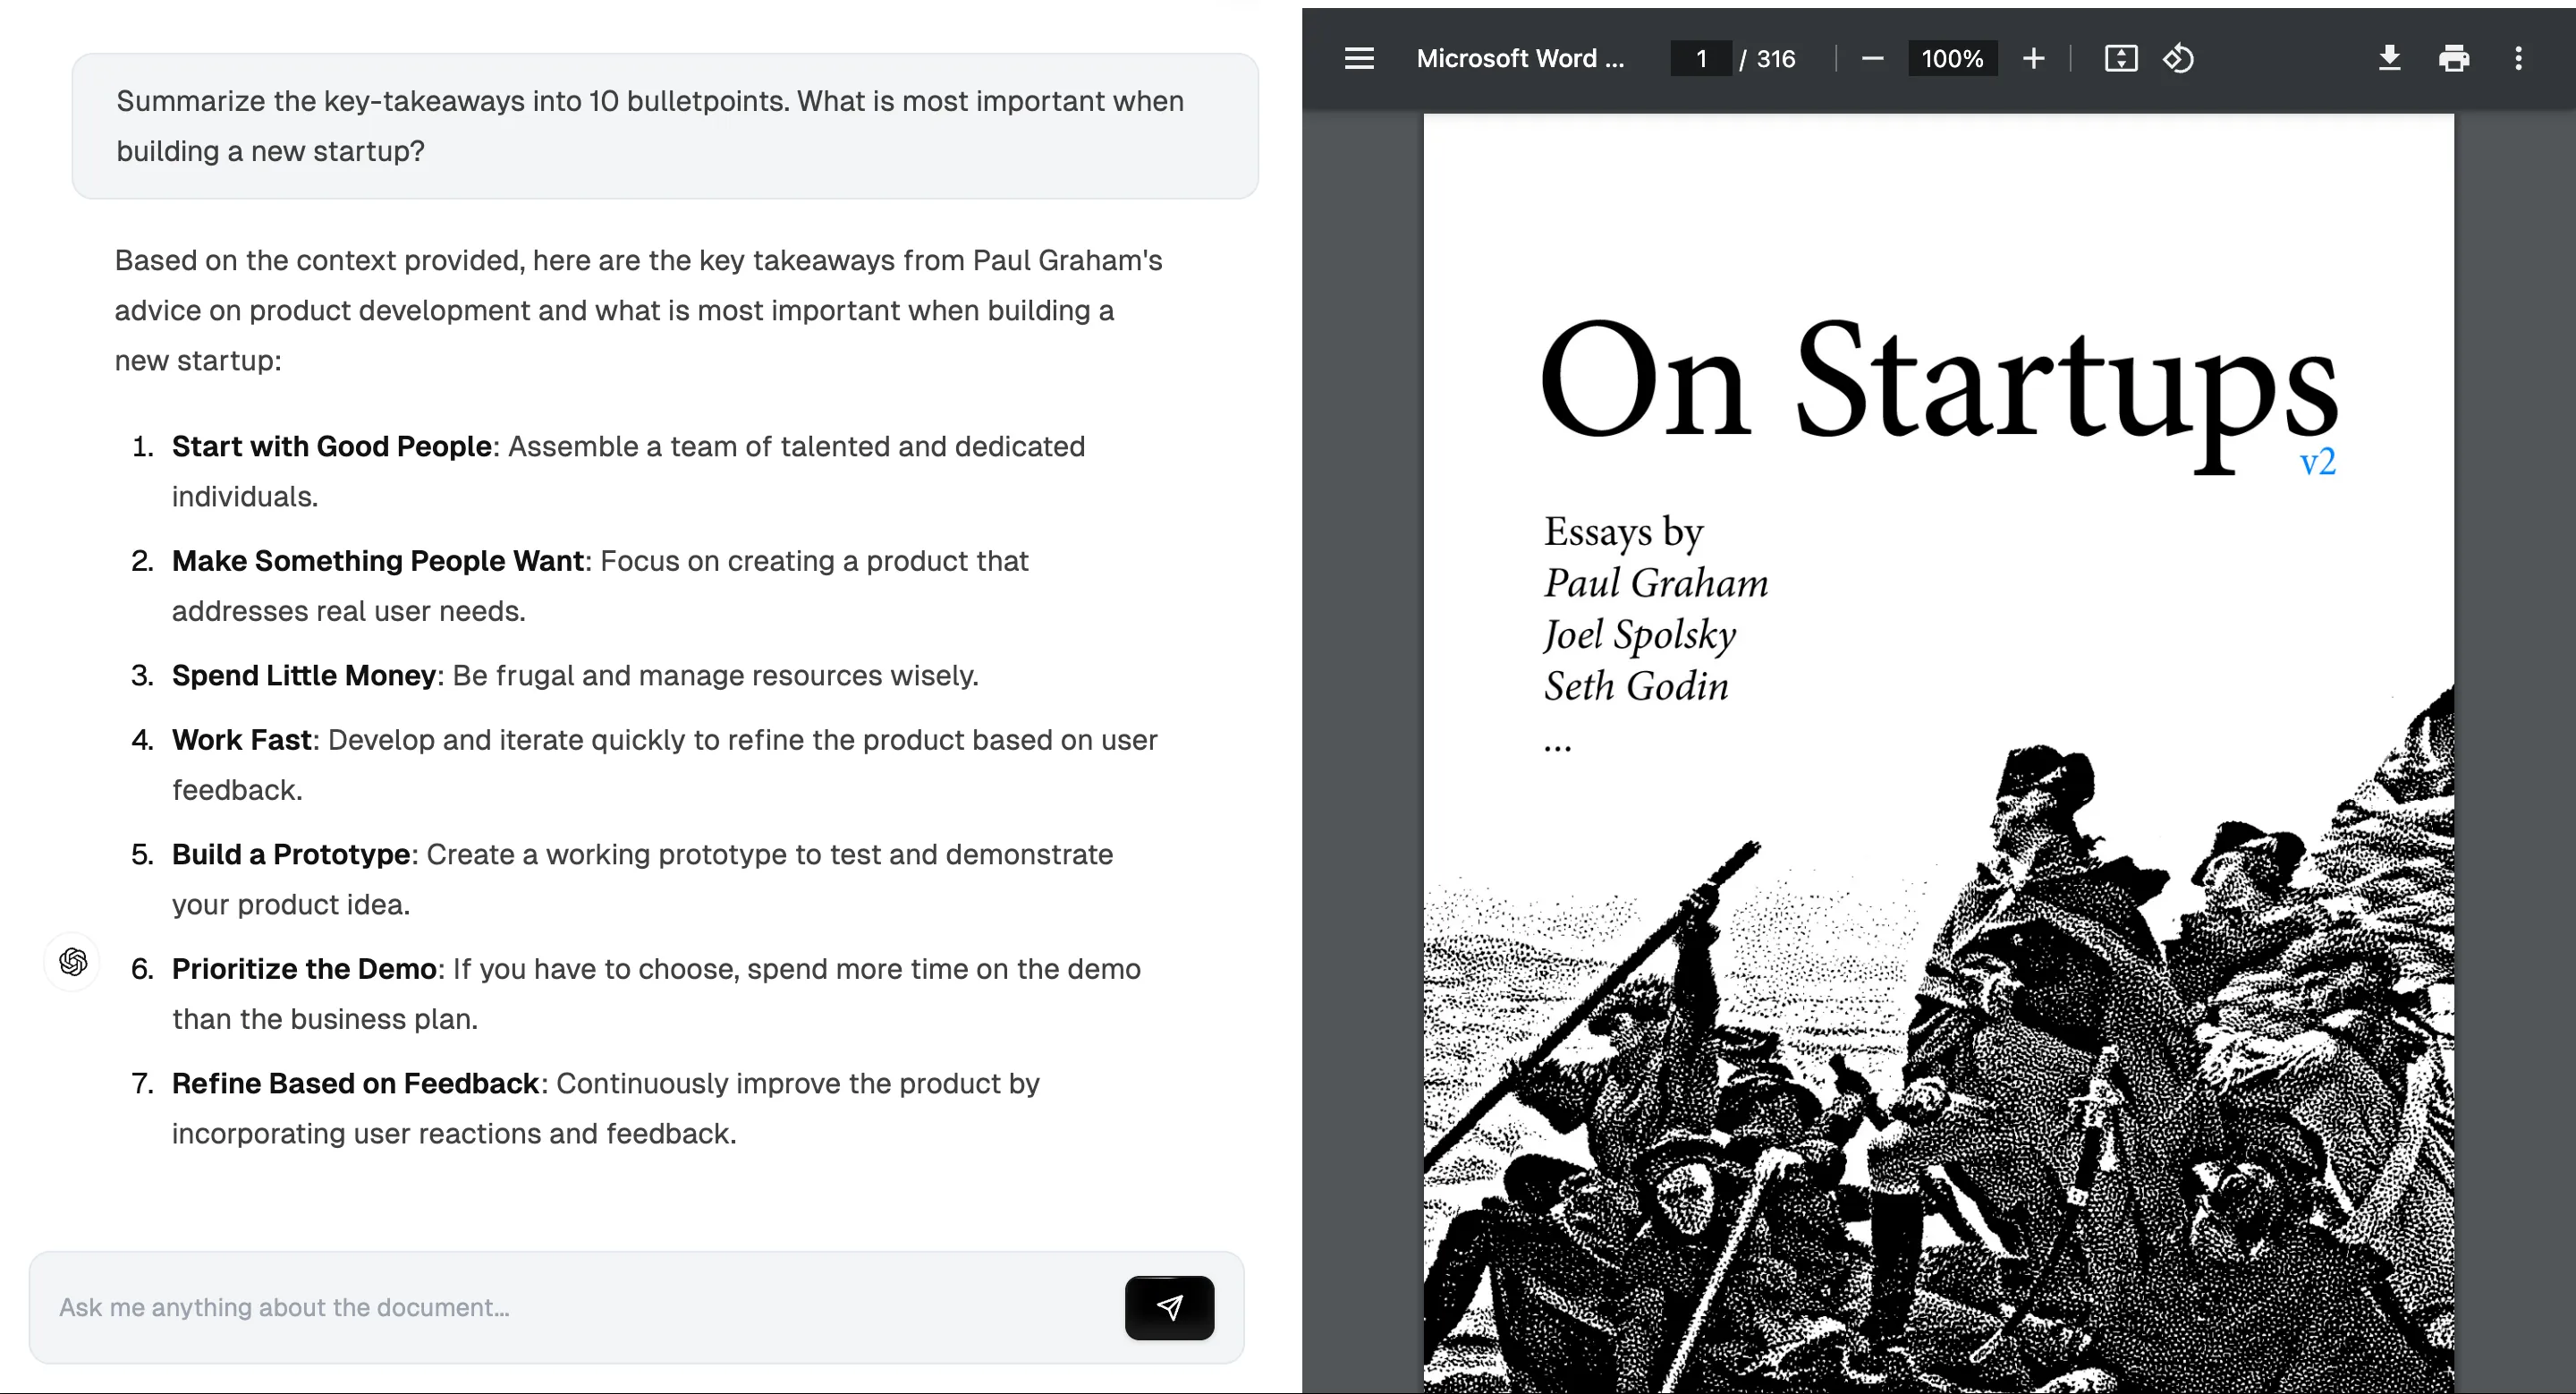 Summarize the key-takeaways into 10 bulletpoints. What is most important when
building a new startup?
Based on the context provided, here are the key takeaways from Paul Graham's
advice on product development and what is most important when building a
new startup:
1. Start with Good People: Assemble a team of talented and dedicated
individuals.
2. Make Something People Want: Focus on creating a product that
addresses real user needs.
3. Spend Little Money: Be frugal and manage resources wisely.
4. Work Fast: Develop and iterate quickly to refine the product based on user
feedback.
5. Build a Prototype: Create a working prototype to test and demonstrate
your product idea.
6. Prioritize the Demo: If you have to choose, spend more time on the demo
than the business plan.
7. Refine Based on Feedback: Continuously improve the product by
incorporating user reactions and feedback.
Ask me anything about the document...
Microsoft Word ... 1 / 316 100%
On Startups
v2
Essays by
Paul Graham
Joel Spolsky
Seth Godin
...